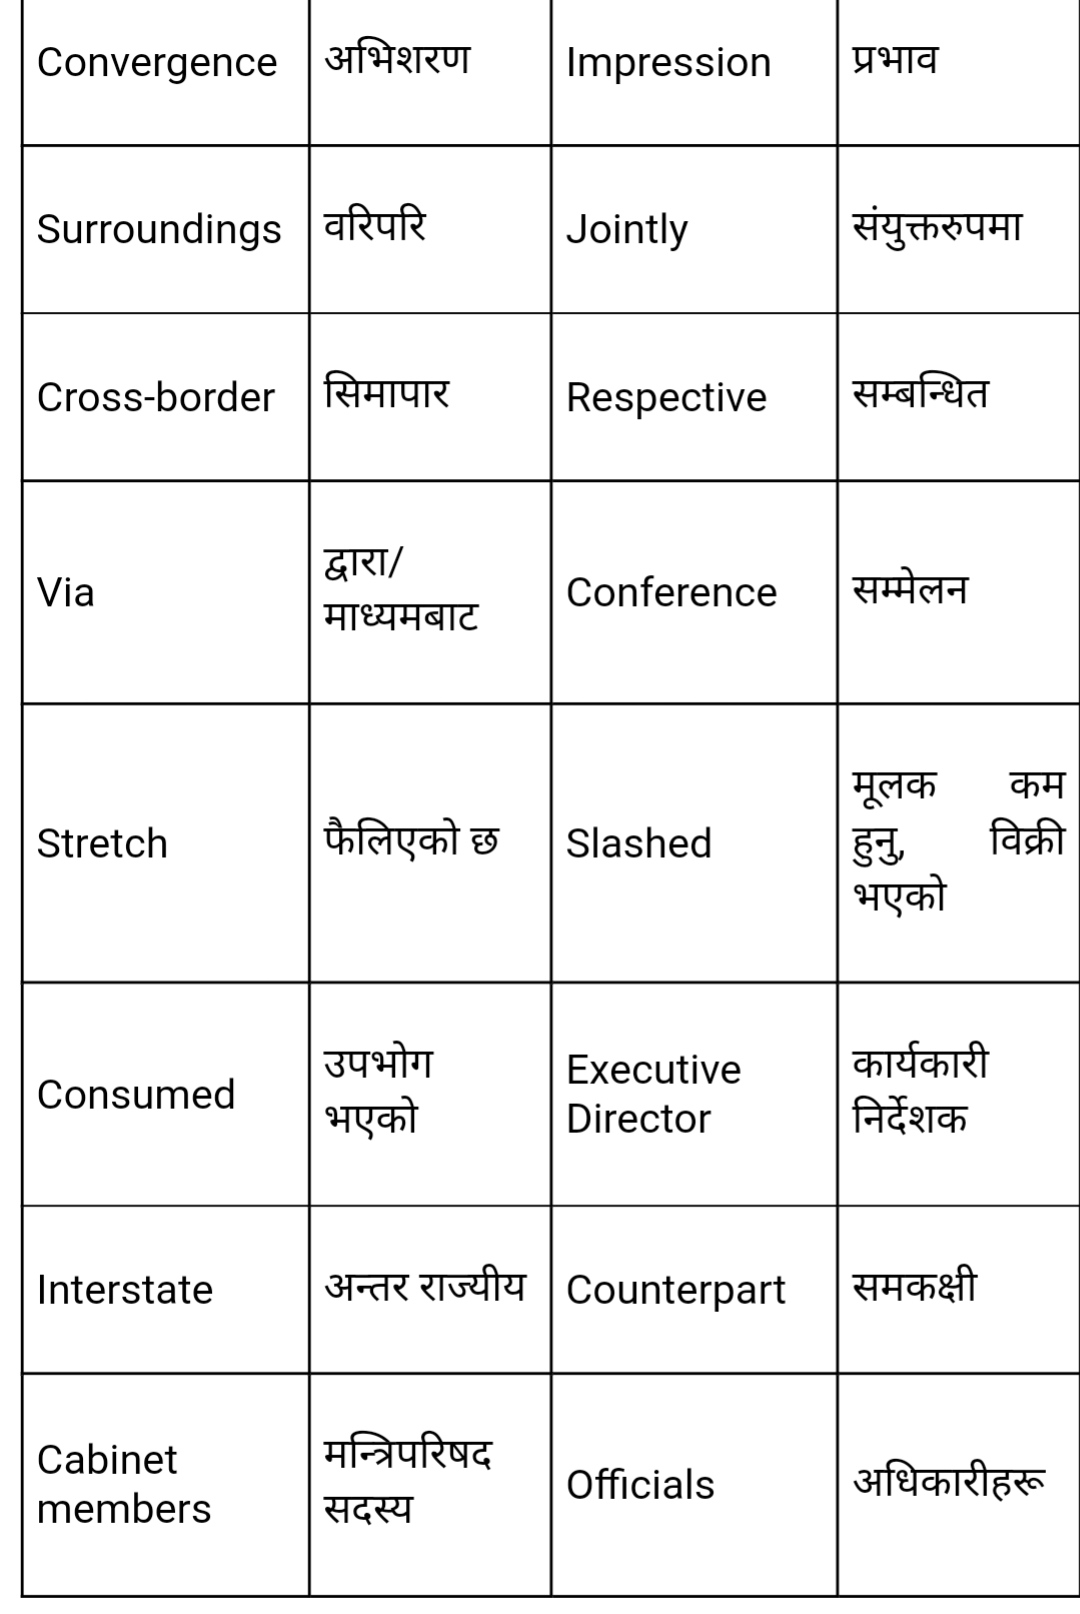 Convergence अभिशरण Impression प्रभाव
Surroundings वरिपरि Jointly संयुक्तरुपमा
Cross-border सिमापार Respective सम्बन्धित
Via
द्वारा/
माध्यमबाट
Conference सम्मेलन
Stretch फैलिएको छ Slashed
मूलक कम
हुनु, विक्री
भएको
Consumed
उपभोग
भएको
Executive
Director
कार्यकारी
निर्देशक
Interstate अन्तर राज्यीय Counterpart समकक्षी
Cabinet
members
मन्त्रिपरिषद
सदस्य
Officials अधिकारीहरू